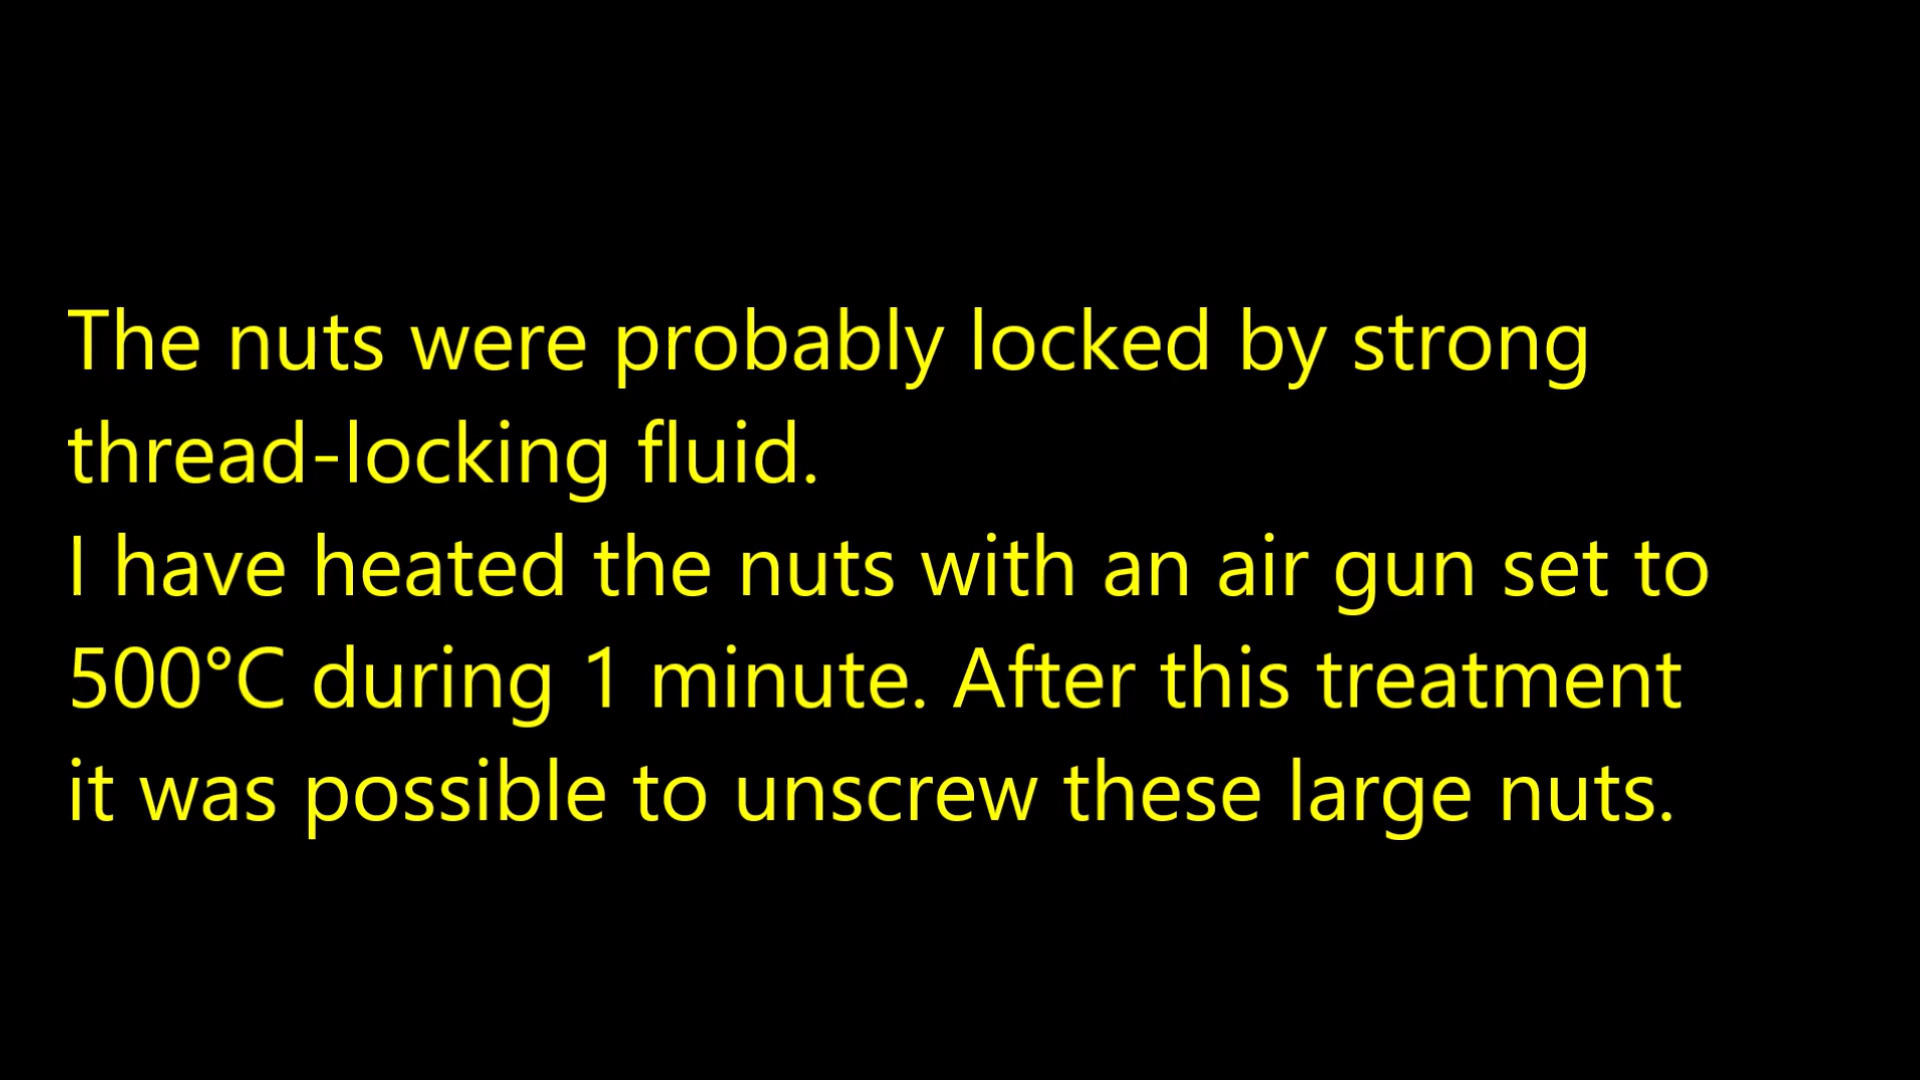 The nuts were probably locked by strong
thread-locking fluid.
I have heated the nuts with an air gun set to
500°C during 1 minute. After this treatment
it was possible to unscrew these large nuts.